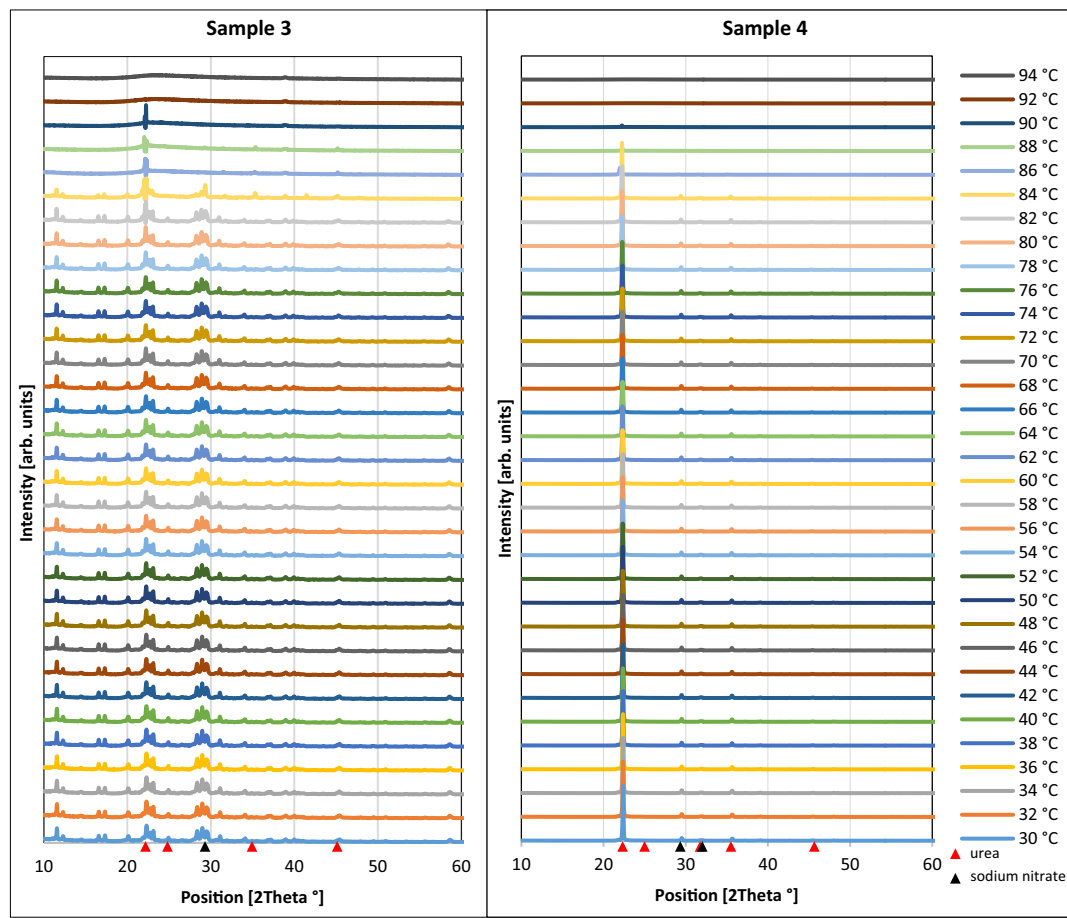 Sample 3
Sample 4
94 °C
92 °C
90 °C
88 °C
86 °C
84 °C
82 °C
80 °C
78 °C
76 °C
74 °C
72 °C
70 °C
68 °C
66 °C
64 °C
62 °C
60 °C
58 °C
56 °C
54 °C
52 °C
50 °C
48 °C
46 °C
44 °C
42 °C
40 °C
38 °C
36 °C
34 °C
32 °C
30 °C
Intensity [arb. units]
Intensity [arb. units]
10 20 30 40 50 60
10 20 30 40 50 60
Position [2Theta °]
Position [2Theta °]
urea
sodium nitrate